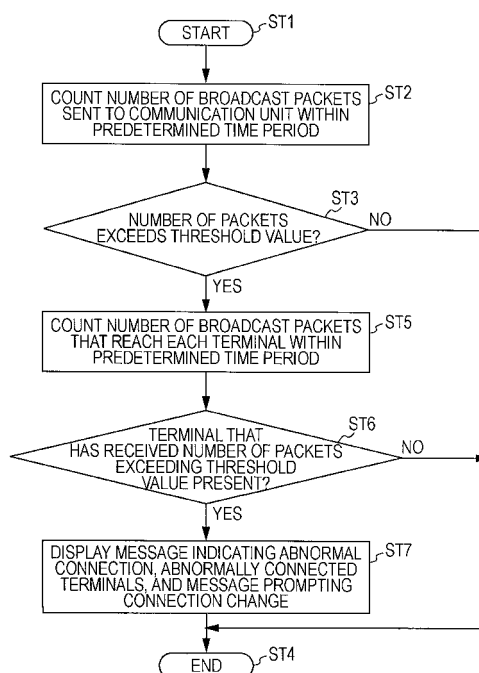 START
ST1
COUNT NUMBER OF BROADCAST PACKETS
SENT TO COMMUNICATION UNIT WITHIN
PREDETERMINED TIME PERIOD
ST2
NUMBER OF PACKETS
EXCEEDS THRESHOLD VALUE?
ST3
NO
YES
COUNT NUMBER OF BROADCAST PACKETS
THAT REACH EACH TERMINAL WITHIN
PREDETERMINED TIME PERIOD
ST5
TERMINAL THAT
HAS RECEIVED NUMBER OF PACKETS
EXCEEDING THRESHOLD
VALUE PRESENT?
ST6
NO
YES
DISPLAY MESSAGE INDICATING ABNORMAL
CONNECTION, ABNORMALLY CONNECTED
TERMINALS, AND MESSAGE PROMPTING
CONNECTION CHANGE
ST7
END
ST4